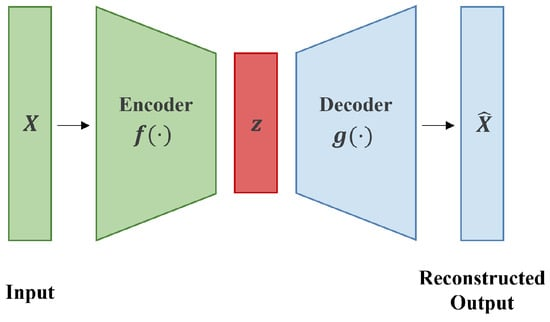 X
Encoder
f(·)
z
Decoder
g(·)
X̂
Input
Reconstructed
Output